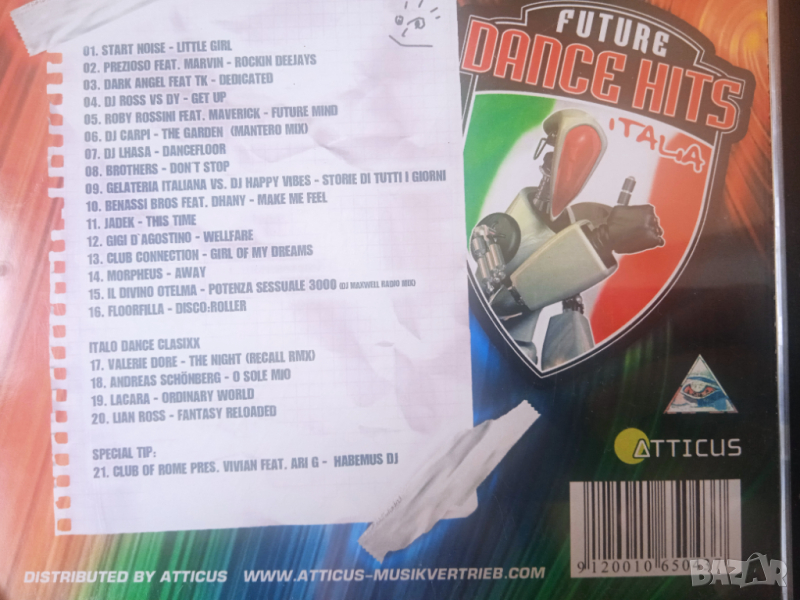 01. START NOISE - LITTLE GIRL
02. PREZIOSO FEAT. MARVIN - ROCKIN DEEJAYS
03. DARK ANGEL FEAT TK - DEDICATED
04. DJ ROSS VS DY - GET UP
05. ROBY ROSSINI FEAT. MAVERICK - FUTURE MIND
06. DJ CARPI - THE GARDEN (MANTERO MIX)
07. DJ LHASA - DANCEFLOOR
08. BROTHERS - DON'T STOP
09. GELATERIA ITALIANA VS. DJ HAPPY VIBES - STORIE DI TUTTI I GIORNI
10. BENASSI BROS FEAT. DHANY - MAKE ME FEEL
11. JADEK - THIS TIME
12. GIGI D`AGOSTINO - WELLFARE
13. CLUB CONNECTION - GIRL OF MY DREAMS
14. MORPHEUS - AWAY
15. IL DIVINO OTELMA - POTENZA SESSUALE 3000 (DJ MAXWELL RADIO MIX)
16. FLOORFILLA - DISCO:ROLLER
ITALO DANCE CLASIXX
17. VALERIE DORE - THE NIGHT (RECALL RMX)
18. ANDREAS SCHÖNBERG - O SOLE MIO
19. LACARA - ORDINARY WORLD
20. LIAN ROSS - FANTASY RELOADED
SPECIAL TIP:
21. CLUB OF ROME PRES. VIVIAN FEAT. ARI G - HABEMUS DJ
FUTURE
DANCE HITS
ITALIA
ATTICUS
DISTRIBUTED BY ATTICUS WWW.ATTICUS-MUSIKVERTRIEB.COM
BAZAR.BG